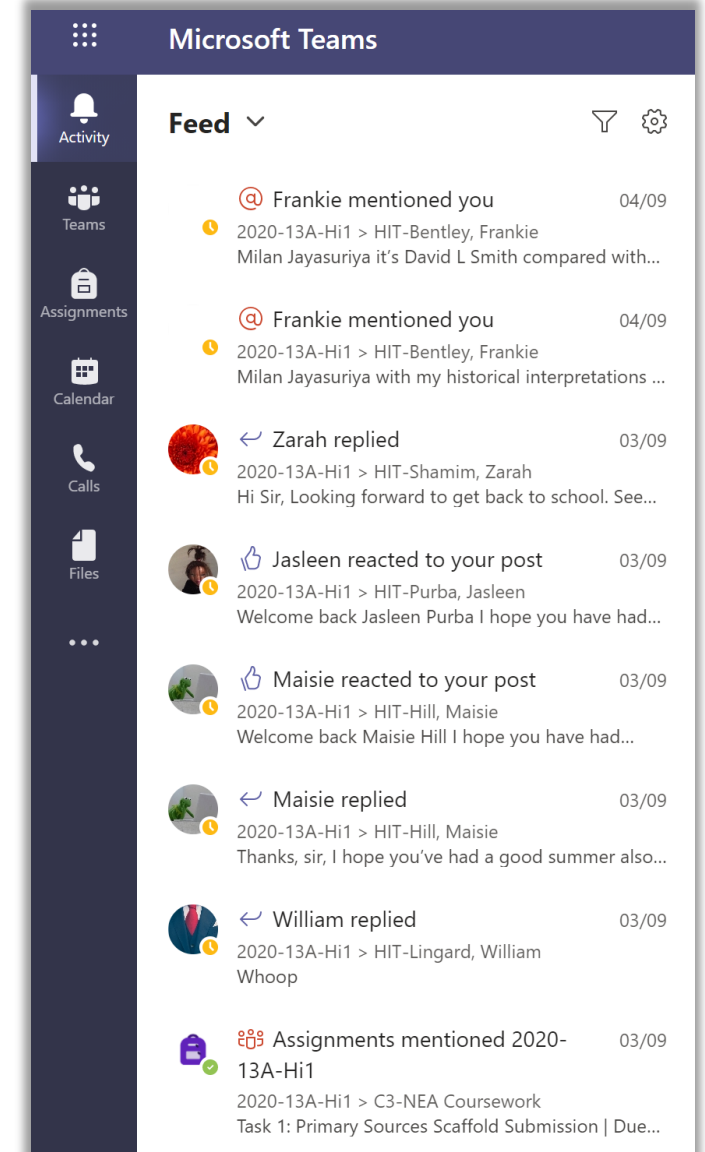 Microsoft Teams
Activity
Teams
Assignments
Calendar
Calls
Files
Feed
@ Frankie mentioned you 04/09
2020-13A-Hi1 > HIT-Bentley, Frankie
Milan Jayasuriya it’s David L Smith compared with...
@ Frankie mentioned you 04/09
2020-13A-Hi1 > HIT-Bentley, Frankie
Milan Jayasuriya with my historical interpretations ...
Zarah replied 03/09
2020-13A-Hi1 > HIT-Shamim, Zarah
Hi Sir, Looking forward to get back to school. See...
Jasleen reacted to your post 03/09
2020-13A-Hi1 > HIT-Purba, Jasleen
Welcome back Jasleen Purba I hope you have had...
Maisie reacted to your post 03/09
2020-13A-Hi1 > HIT-Hill, Maisie
Welcome back Maisie Hill I hope you have had...
Maisie replied 03/09
2020-13A-Hi1 > HIT-Hill, Maisie
Thanks, sir, I hope you’ve had a good summer also...
William replied 03/09
2020-13A-Hi1 > HIT-Lingard, William
Whoop
Assignments mentioned 2020- 03/09
13A-Hi1
2020-13A-Hi1 > C3-NEA Coursework
Task 1: Primary Sources Scaffold Submission | Due...